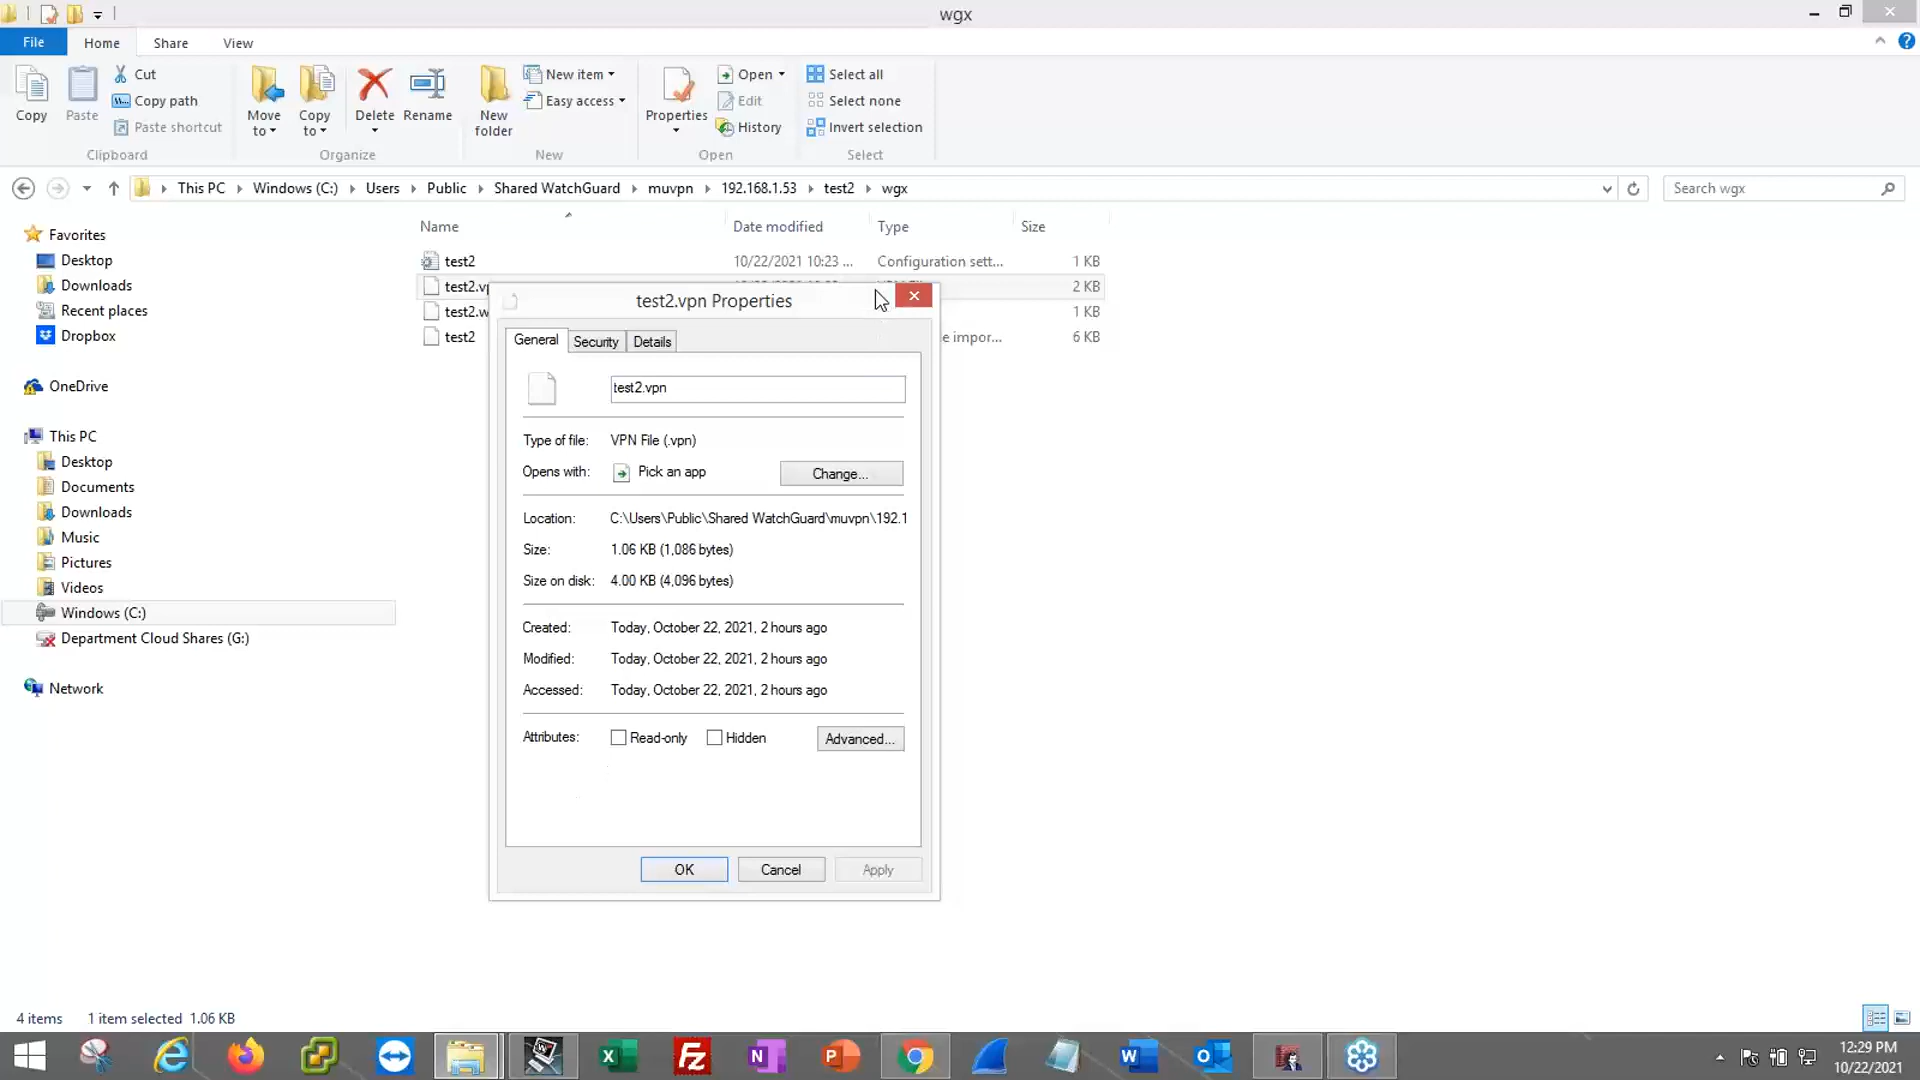 wgx
File
Home
Share
View
Copy
Paste
Cut
Copy path
Paste shortcut
Clipboard
Move to
Copy to
Delete
Rename
Organize
New folder
New item
Easy access
New
Properties
Open
Edit
History
Open
Select all
Select none
Invert selection
Select
This PC
Windows (C:)
Users
Public
Shared WatchGuard
muvpn
192.168.1.53
test2
wgx
Search wgx
Favorites
Desktop
Downloads
Recent places
Dropbox
OneDrive
This PC
Desktop
Documents
Downloads
Music
Pictures
Videos
Windows (C:)
Department Cloud Shares (G:)
Network
Name
Date modified
Type
Size
test2
10/22/2021 10:23 ...
Configuration sett...
1 KB
test2.vp
2 KB
test2.w
1 KB
test2
e impor...
6 KB
test2.vpn Properties
General
Security
Details
test2.vpn
Type of file: VPN File (.vpn)
Opens with: Pick an app
Change...
Location: C:\Users\Public\Shared WatchGuard\muvpn\192.1
Size: 1.06 KB (1,086 bytes)
Size on disk: 4.00 KB (4,096 bytes)
Created: Today, October 22, 2021, 2 hours ago
Modified: Today, October 22, 2021, 2 hours ago
Accessed: Today, October 22, 2021, 2 hours ago
Attributes: Read-only Hidden
Advanced...
OK
Cancel
Apply
4 items
1 item selected 1.06 KB
12:29 PM
10/22/2021